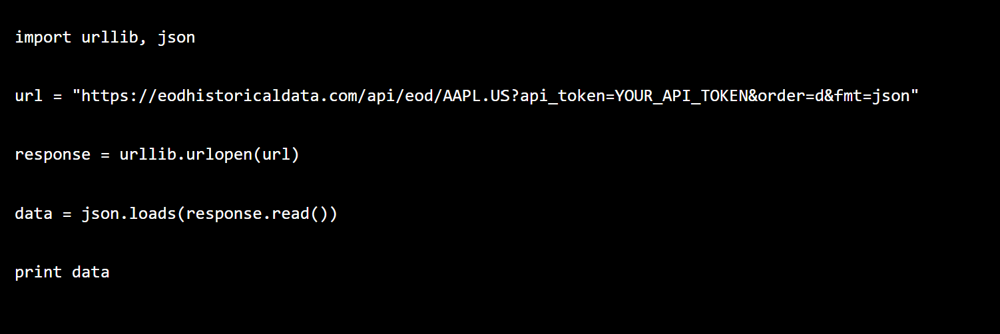 import urllib, json
url = "https://eodhistoricaldata.com/api/eod/AAPL.US?api_token=YOUR_API_TOKEN&order=d&fmt=json"
response = urllib.urlopen(url)
data = json.loads(response.read())
print data